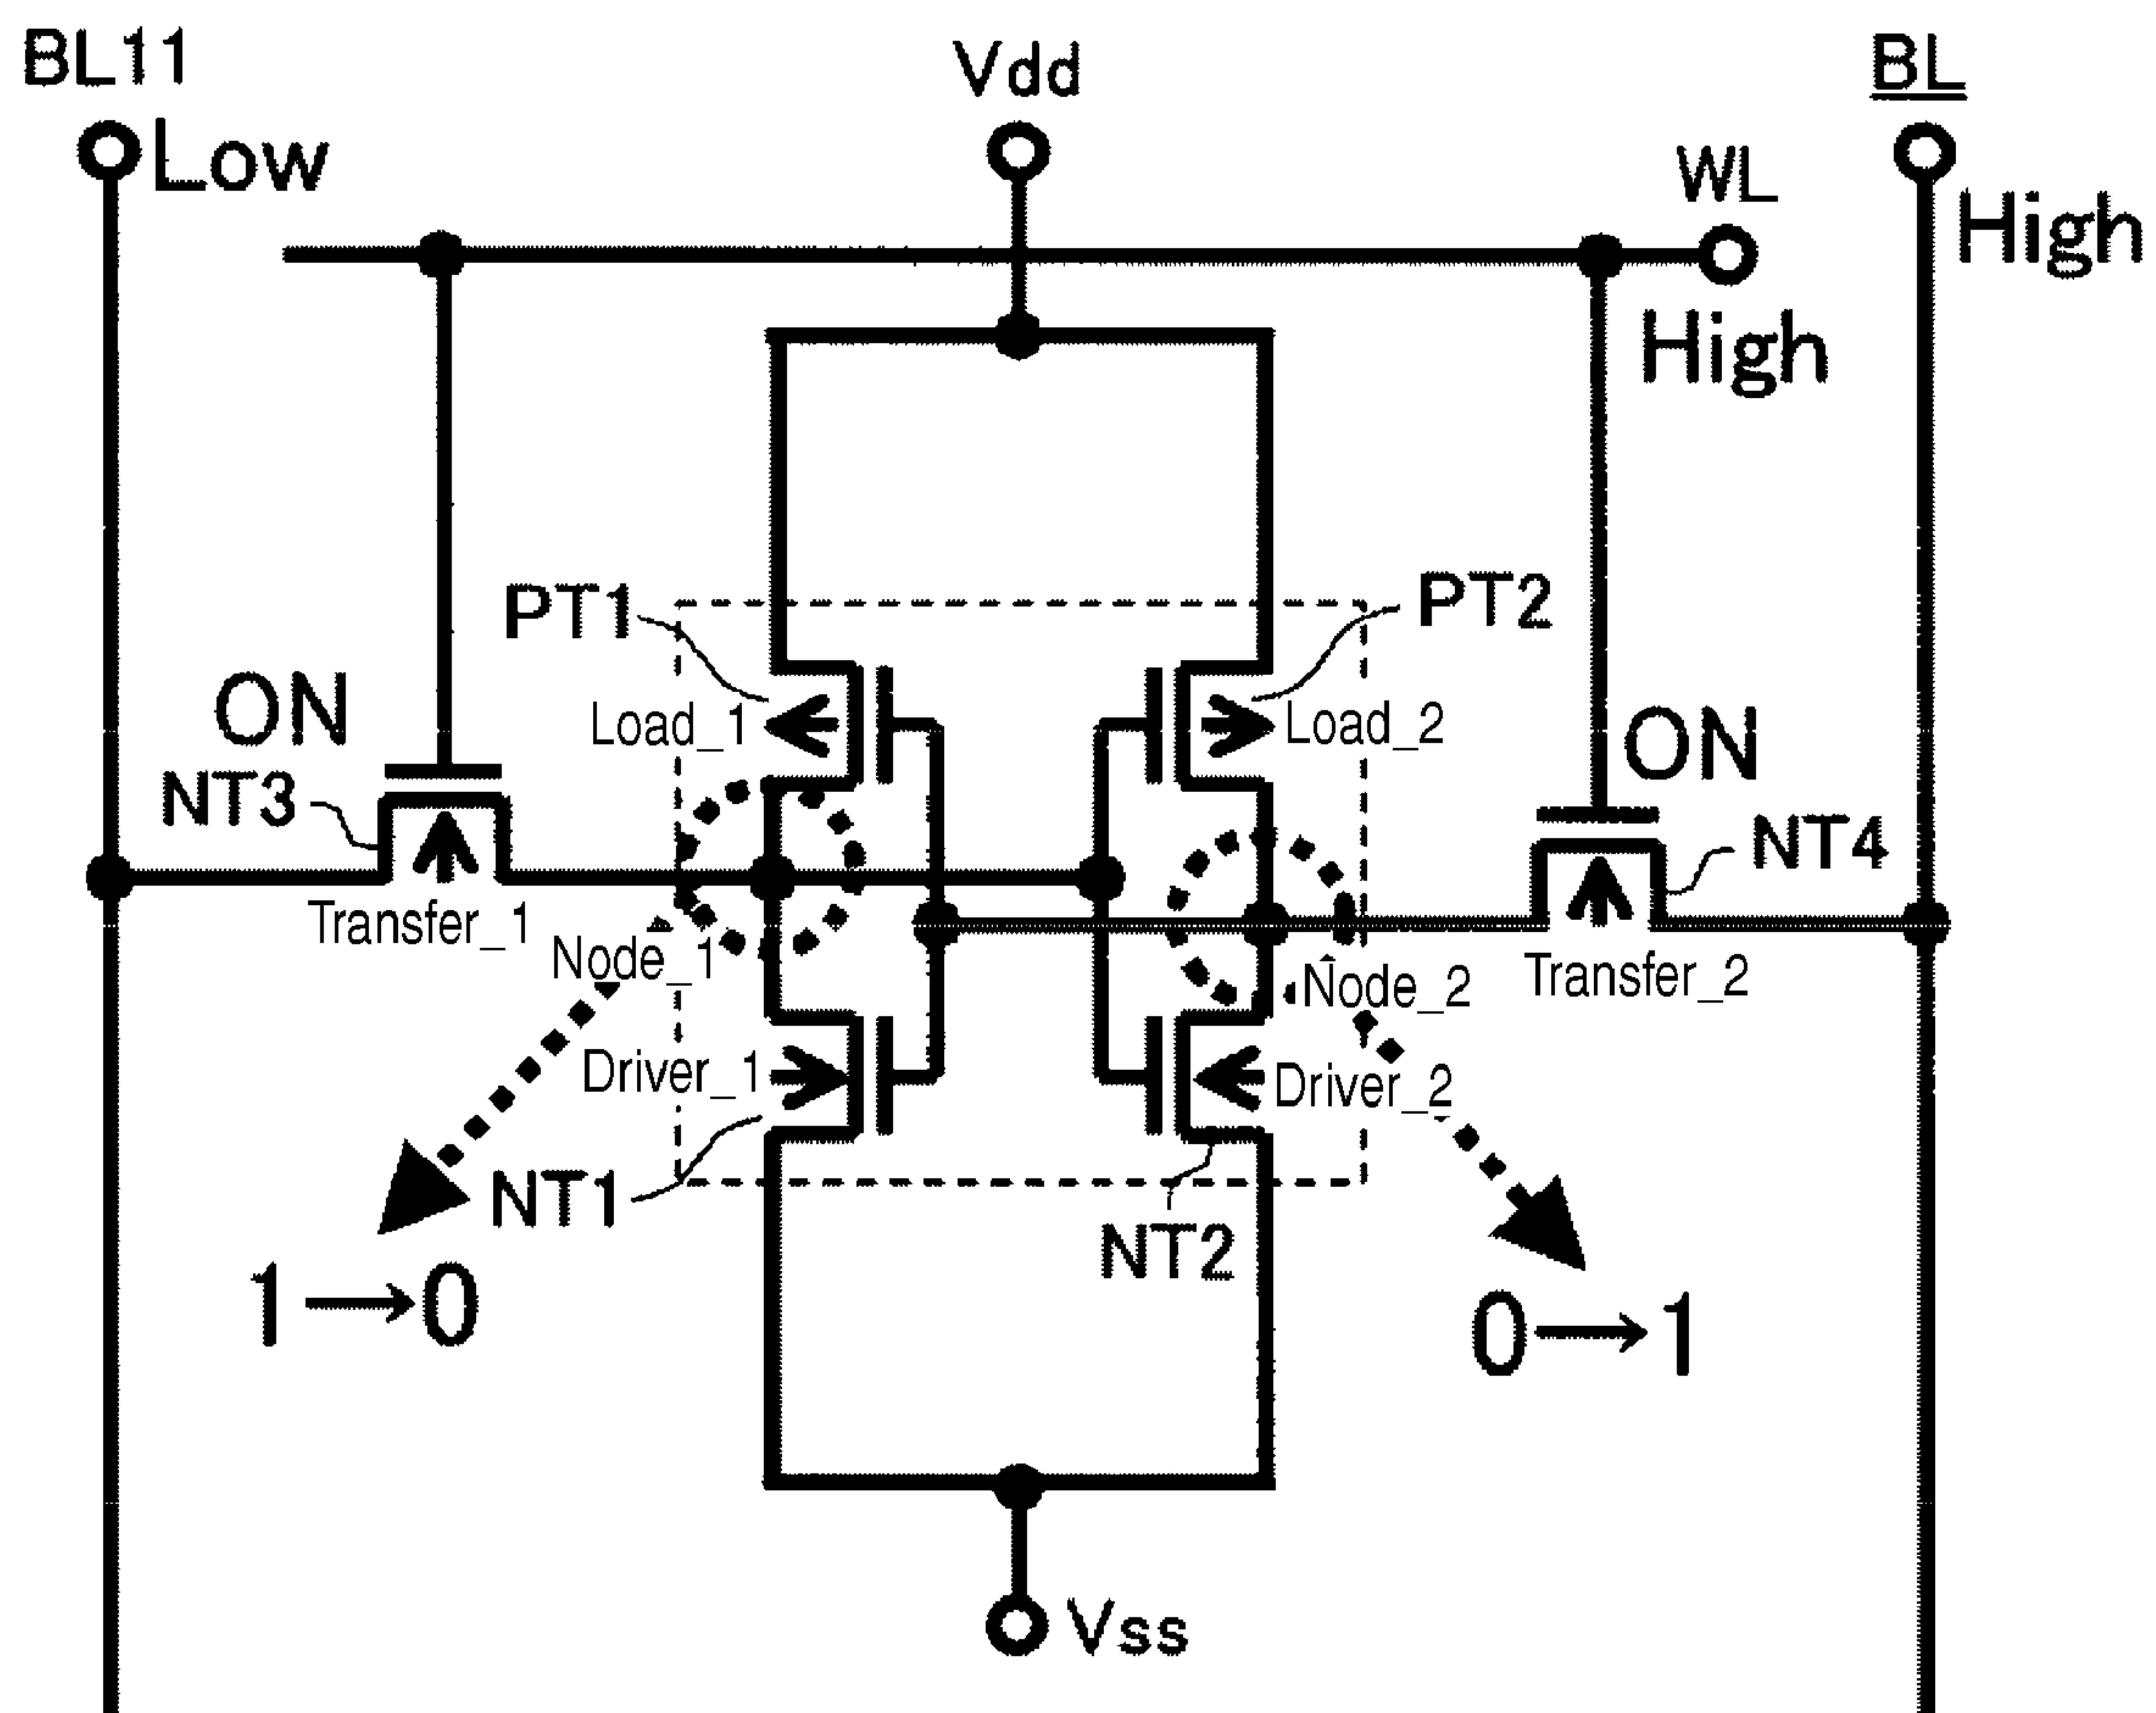 BL11
Vdd
BL
Low
WL
High
High
PT1
PT2
ON
Load_1
Load_2
ON
NT3
NT4
Transfer_1
Node_1
Node_2
Transfer_2
Driver_1
Driver_2
NT1
NT2
1→0
0→1
Vss